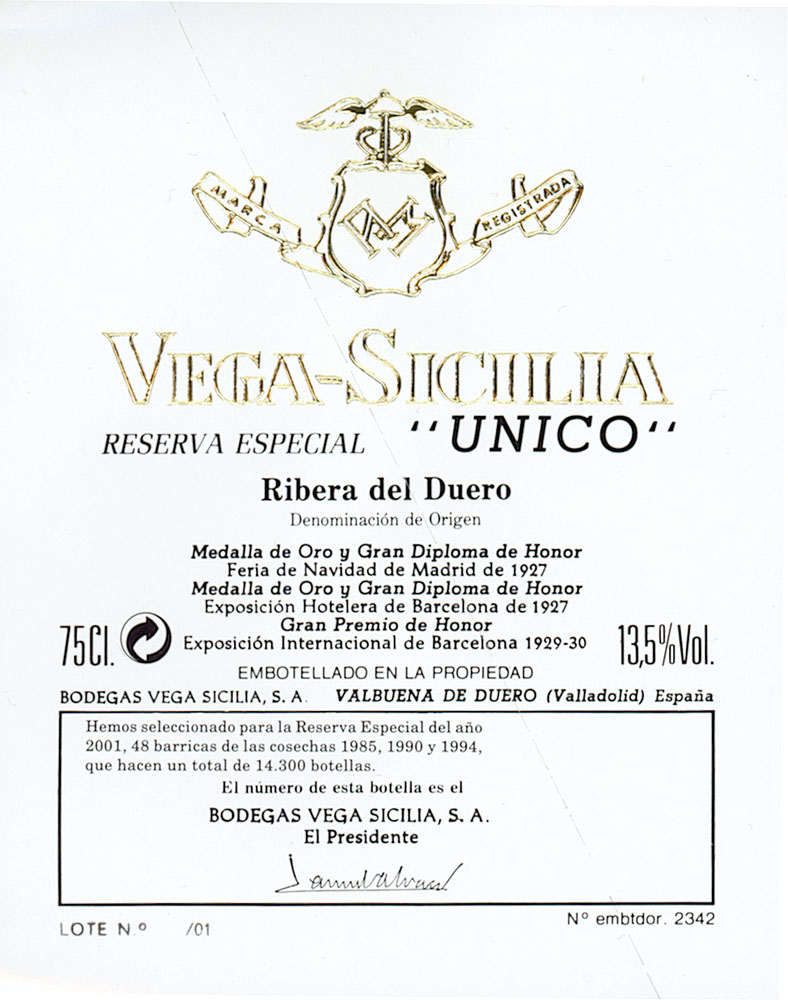 MARCA
REGISTRADA
VEGA-SICILIA
RESERVA ESPECIAL “UNICO“
Ribera del Duero
Denominación de Origen
Medalla de Oro y Gran Diploma de Honor
Feria de Navidad de Madrid de 1927
Medalla de Oro y Gran Diploma de Honor
Exposición Hotelera de Barcelona de 1927
Gran Premio de Honor
75Cl. Exposición Internacional de Barcelona 1929-30 13,5%Vol.
EMBOTELLADO EN LA PROPIEDAD
BODEGAS VEGA SICILIA, S. A. VALBUENA DE DUERO (Valladolid) España
Hemos seleccionado para la Reserva Especial del año
2001, 48 barricas de las cosechas 1985, 1990 y 1994,
que hacen un total de 14.300 botellas.
El número de esta botella es el
BODEGAS VEGA SICILIA, S. A.
El Presidente
LOTE N.º /01
Nº embtdor. 2342